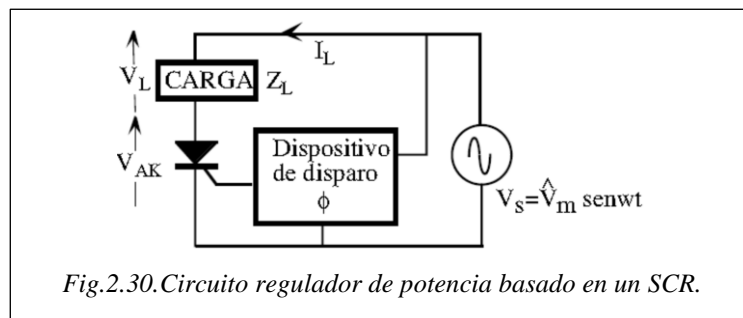 I_L
V_L CARGA Z_L
V_AK
Dispositivo
de disparo
ϕ
V_s=V̂_m senwt
Fig.2.30.Circuito regulador de potencia basado en un SCR.